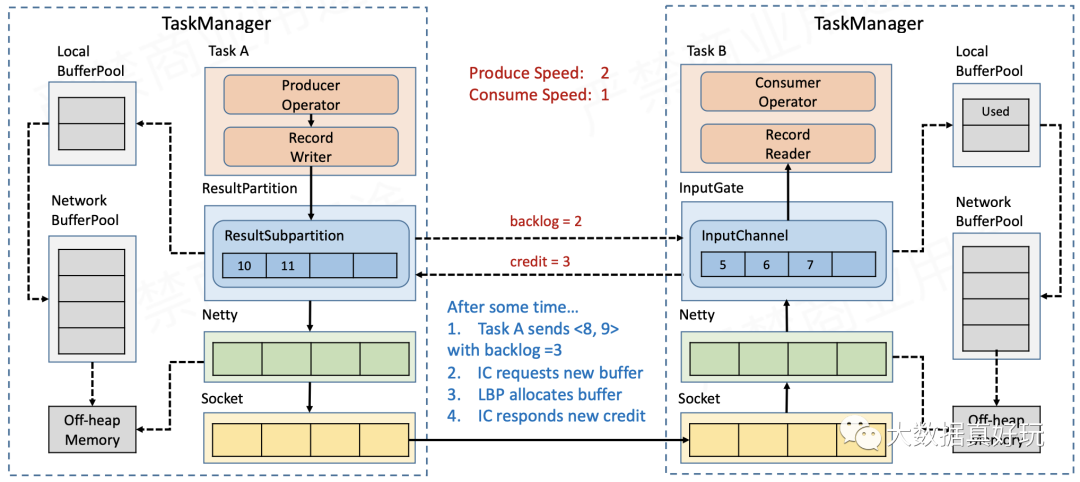 TaskManager
Local
BufferPool
Network
BufferPool
Off-heap
Memory
Task A
Producer
Operator
Record
Writer
ResultPartition
ResultSubpartition
10 11
Netty
Socket
Produce Speed: 2
Consume Speed: 1
backlog = 2
credit = 3
After some time…
1. Task A sends <8, 9>
with backlog =3
2. IC requests new buffer
3. LBP allocates buffer
4. IC responds new credit
TaskManager
Task B
Consumer
Operator
Record
Reader
InputGate
InputChannel
5 6 7
Netty
Socket
Local
BufferPool
Used
Network
BufferPool
Off-heap
Memory
大数据真好玩